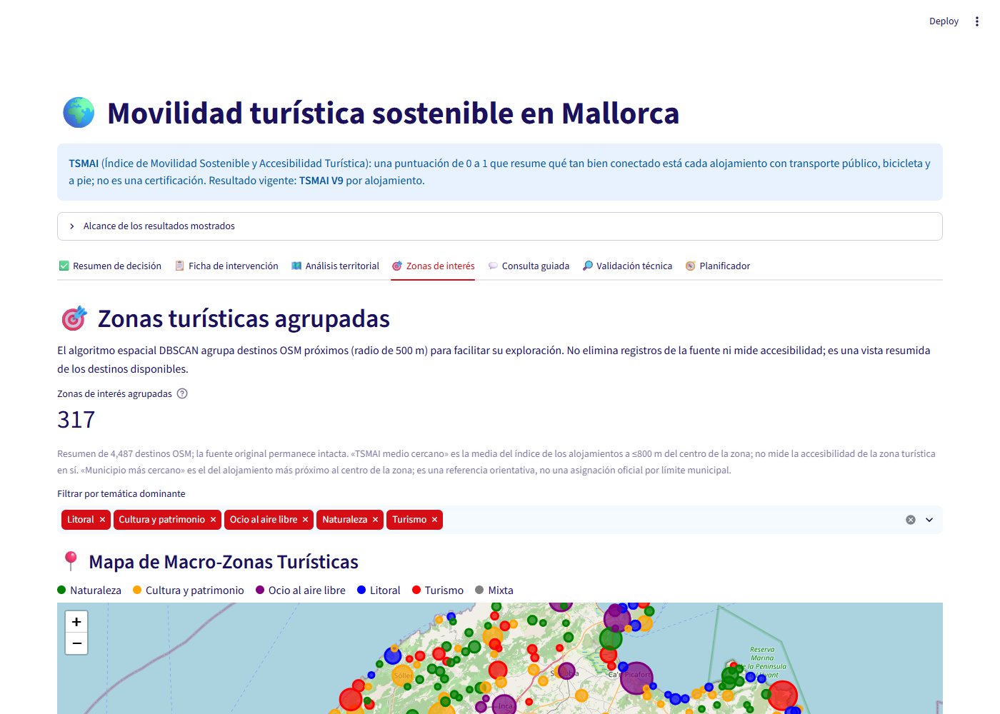 Deploy
Movilidad turística sostenible en Mallorca
TSMAI (Índice de Movilidad Sostenible y Accesibilidad Turística): una puntuación de 0 a 1 que resume qué tan bien conectado está cada alojamiento con transporte público, bicicleta y
a pie; no es una certificación. Resultado vigente: TSMAI V9 por alojamiento.
Alcance de los resultados mostrados
Resumen de decisión Ficha de intervención Análisis territorial Zonas de interés Consulta guiada Validación técnica Planificador
Zonas turísticas agrupadas
El algoritmo espacial DBSCAN agrupa destinos OSM próximos (radio de 500 m) para facilitar su exploración. No elimina registros de la fuente ni mide accesibilidad; es una vista resumida
de los destinos disponibles.
Zonas de interés agrupadas ?
317
Resumen de 4,487 destinos OSM; la fuente original permanece intacta. «TSMAI medio cercano» es la media del índice de los alojamientos a ≤800 m del centro de la zona; no mide la accesibilidad de la zona turística
en sí. «Municipio más cercano» es el del alojamiento más próximo al centro de la zona; es una referencia orientativa, no una asignación oficial por límite municipal.
Filtrar por temática dominante
Litoral × Cultura y patrimonio × Ocio al aire libre × Naturaleza × Turismo ×
Mapa de Macro-Zonas Turísticas
Naturaleza Cultura y patrimonio Ocio al aire libre Litoral Turismo Mixta
+
−
Reserva
Marina
de la Península
Sóller
Ca'n Picafort
Inca